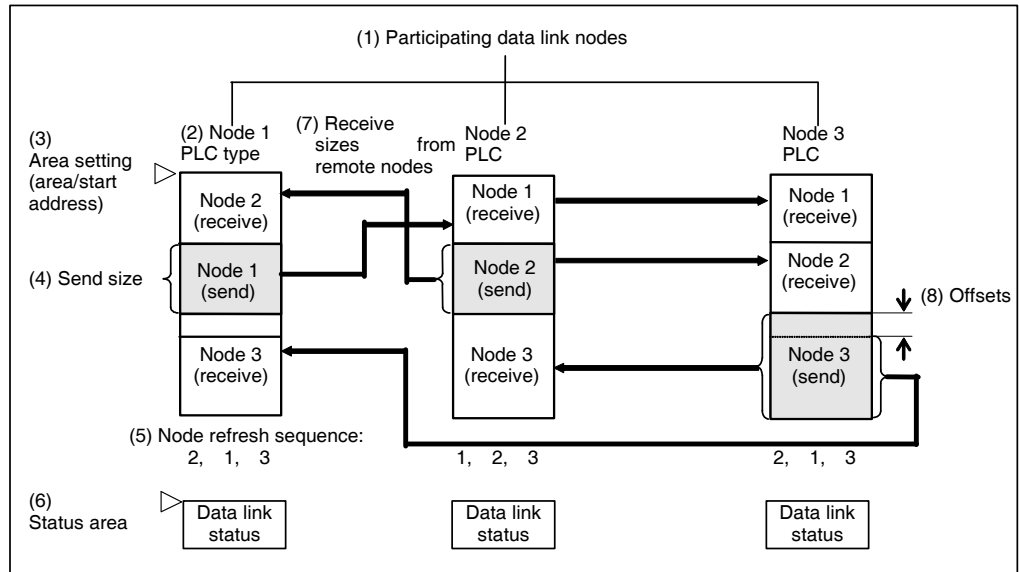 (1) Participating data link nodes
(3)
Area setting
(area/start
address)
(2) Node 1
PLC type
(7) Receive
sizes from
remote nodes
Node 2
PLC
Node 3
PLC
Node 2
(receive)
Node 1
(receive)
Node 1
(receive)
(4) Send size
Node 1
(send)
Node 2
(send)
Node 2
(receive)
(8) Offsets
Node 3
(receive)
Node 3
(receive)
Node 3
(send)
(5) Node refresh sequence:
2, 1, 3
1, 2, 3
2, 1, 3
(6)
Status area
Data link
status
Data link
status
Data link
status